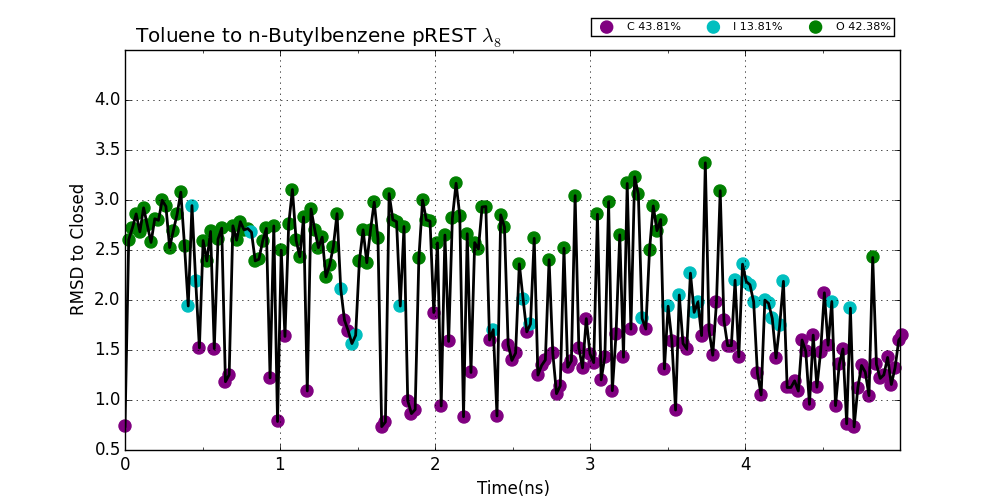 Toluene to n-Butylbenzene pREST λ8
C 43.81% I 13.81% O 42.38%
RMSD to Closed
4.0
3.5
3.0
2.5
2.0
1.5
1.0
0.5
0 1 2 3 4
Time(ns)